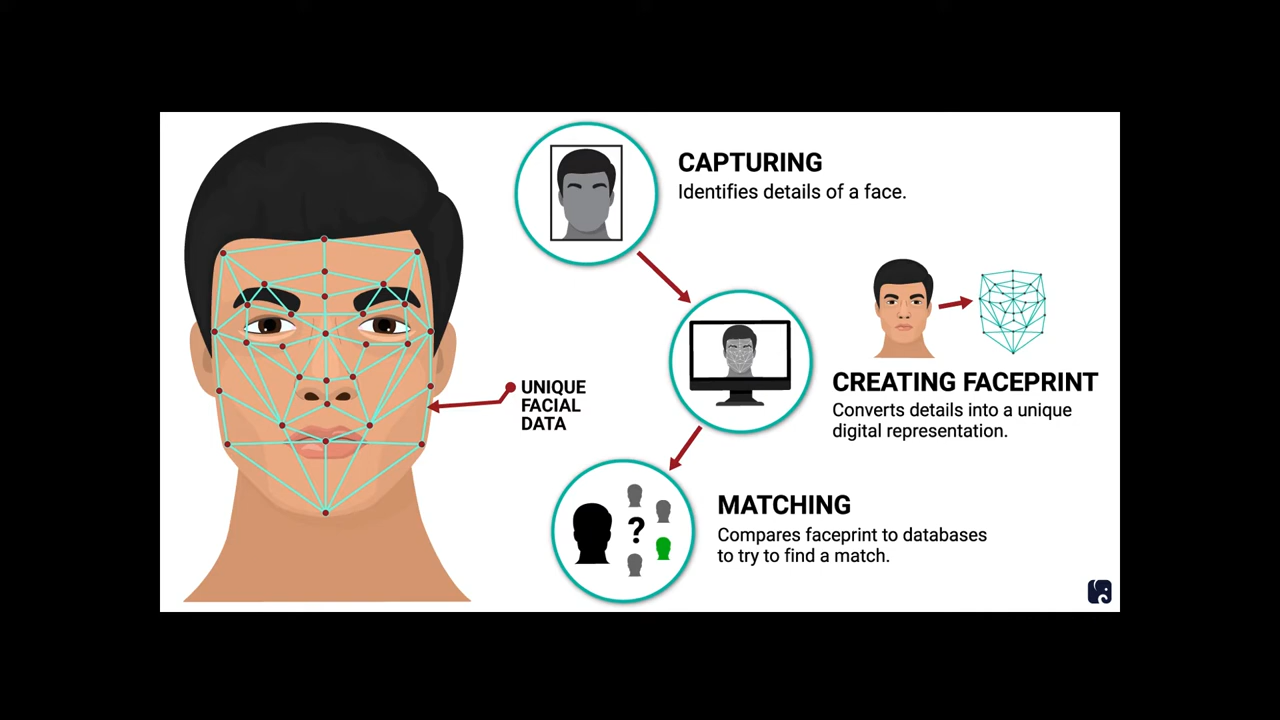 CAPTURING
Identifies details of a face.
UNIQUE
FACIAL
DATA
CREATING FACEPRINT
Converts details into a unique
digital representation.
?
MATCHING
Compares faceprint to databases
to try to find a match.